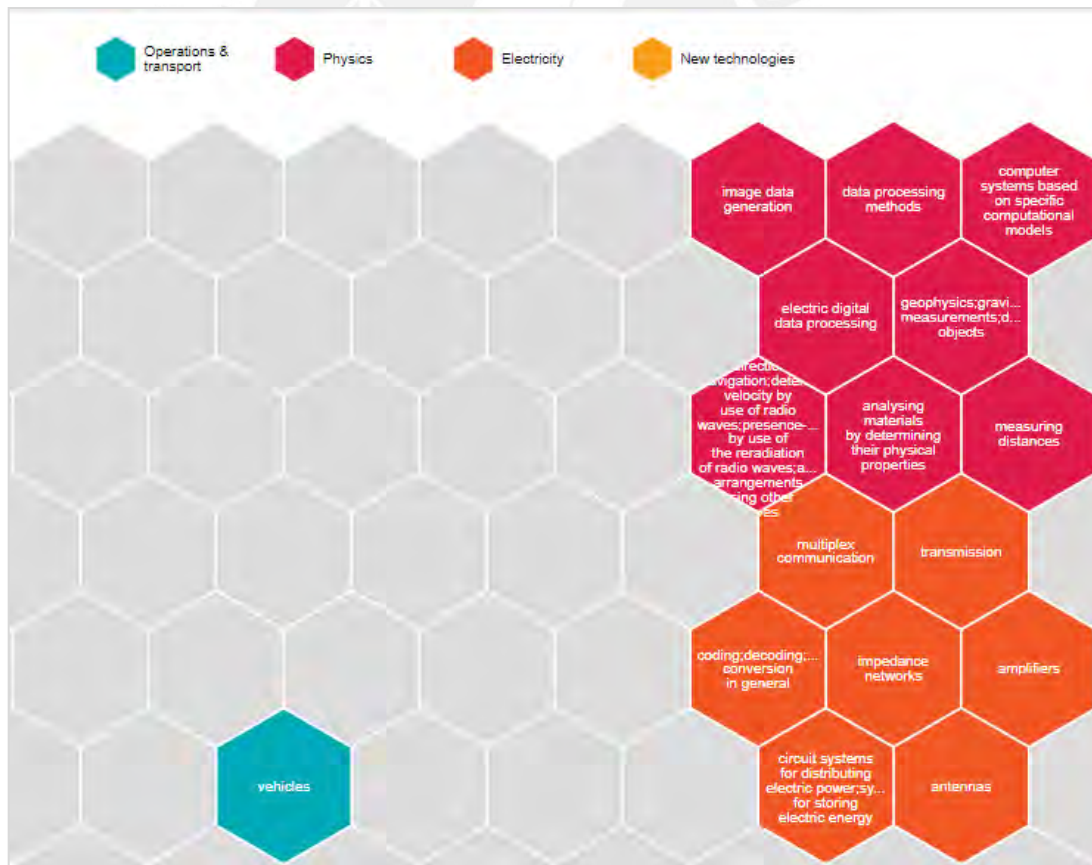 Operations &
transport
Physics
Electricity
New technologies
image data
generation
data processing
methods
computer
systems based
on specific
computational
models
electric digital
data processing
geophysics;gravi...
measurements;d...
objects
velocity by
use of radio
waves;presence-...
by use of
the reradiation
of radio waves;a...
arrangements
other
analysing
materials
by determining
their physical
properties
measuring
distances
multiplex
communication
transmission
coding;decoding;...
conversion
in general
impedance
networks
amplifiers
vehicles
circuit systems
for distributing
electric power;sy...
for storing
electric energy
antennas